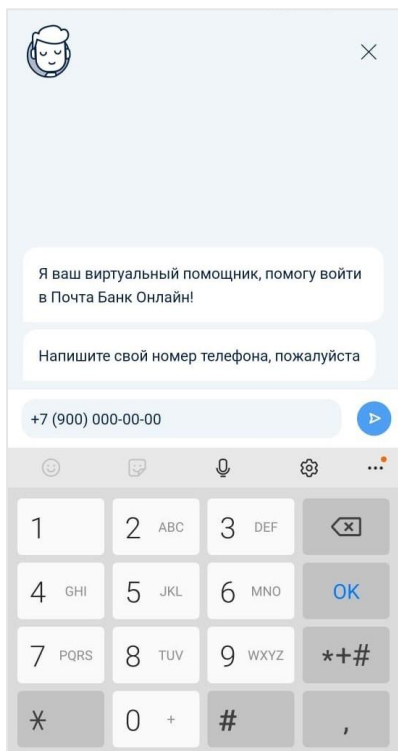 Я ваш виртуальный помощник, помогу войти
в Почта Банк Онлайн!
Напишите свой номер телефона, пожалуйста
+7 (900) 000-00-00
1 2 ABC 3 DEF
4 GHI 5 JKL 6 MNO OK
7 PQRS 8 TUV 9 WXYZ *+#
* 0 + # ,